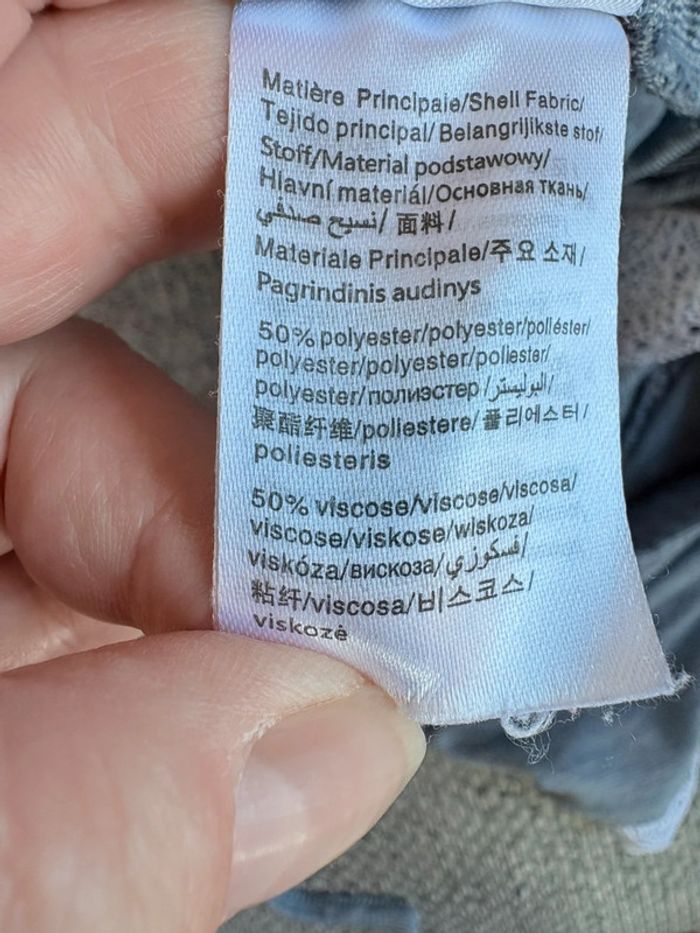 Matière Principale/Shell Fabric/
Tejido principal/Belangrijikste stof/
Stoff/Material podstawowy/
Hlavní materiál/Основная ткань/
نسيج صدفي/ 面料/
Materiale Principale/주요 소재/
Pagrindinis audinys
50% polyester/polyester/poliéster/
polyester/polyester/poliester/
polyester/полиэстер/البوليستر/
聚酯纤维/poliestere/폴리에스터/
poliesteris
50% viscose/viscose/viscosa/
viscose/viskose/wiskoza/
viskóza/вискоза/فسكوزي/
粘纤/viscosa/비스코스/
viskozė